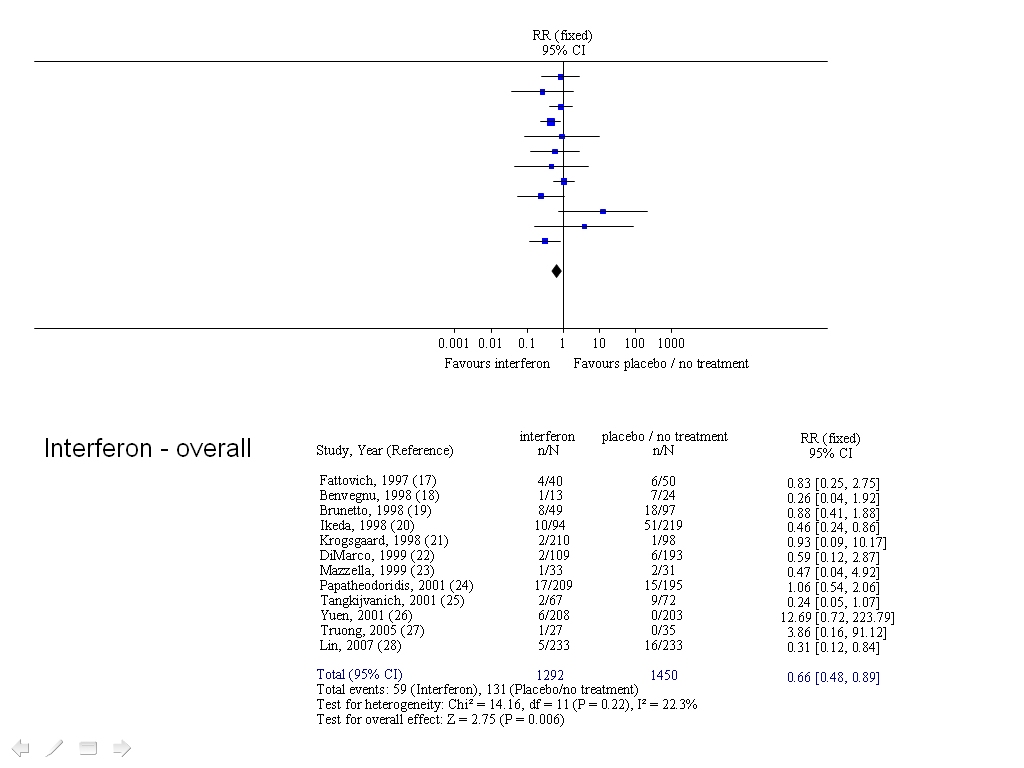 RR (fixed)
95% CI
0.001 0.01 0.1 1 10 100 1000
Favours interferon Favours placebo / no treatment
Interferon - overall
interferon placebo / no treatment RR (fixed)
Study, Year (Reference) n/N n/N 95% CI
Fattovich, 1997 (17) 4/40 6/50 0.83 [0.25, 2.75]
Benvegnu, 1998 (18) 1/13 7/24 0.26 [0.04, 1.92]
Brunetto, 1998 (19) 8/49 18/97 0.88 [0.41, 1.88]
Ikeda, 1998 (20) 10/94 51/219 0.46 [0.24, 0.86]
Krogsgaard, 1998 (21) 2/210 1/98 0.93 [0.09, 10.17]
DiMarco, 1999 (22) 2/109 6/193 0.59 [0.12, 2.87]
Mazzella, 1999 (23) 1/33 2/31 0.47 [0.04, 4.92]
Papatheodoridis, 2001 (24) 17/209 15/195 1.06 [0.54, 2.06]
Tangkijvanich, 2001 (25) 2/67 9/72 0.24 [0.05, 1.07]
Yuen, 2001 (26) 6/208 0/203 12.69 [0.72, 223.79]
Truong, 2005 (27) 1/27 0/35 3.86 [0.16, 91.12]
Lin, 2007 (28) 5/233 16/233 0.31 [0.12, 0.84]
Total (95% CI) 1292 1450 0.66 [0.48, 0.89]
Total events: 59 (Interferon), 131 (Placebo/no treatment)
Test for heterogeneity: Chi² = 14.16, df = 11 (P = 0.22), I² = 22.3%
Test for overall effect: Z = 2.75 (P = 0.006)